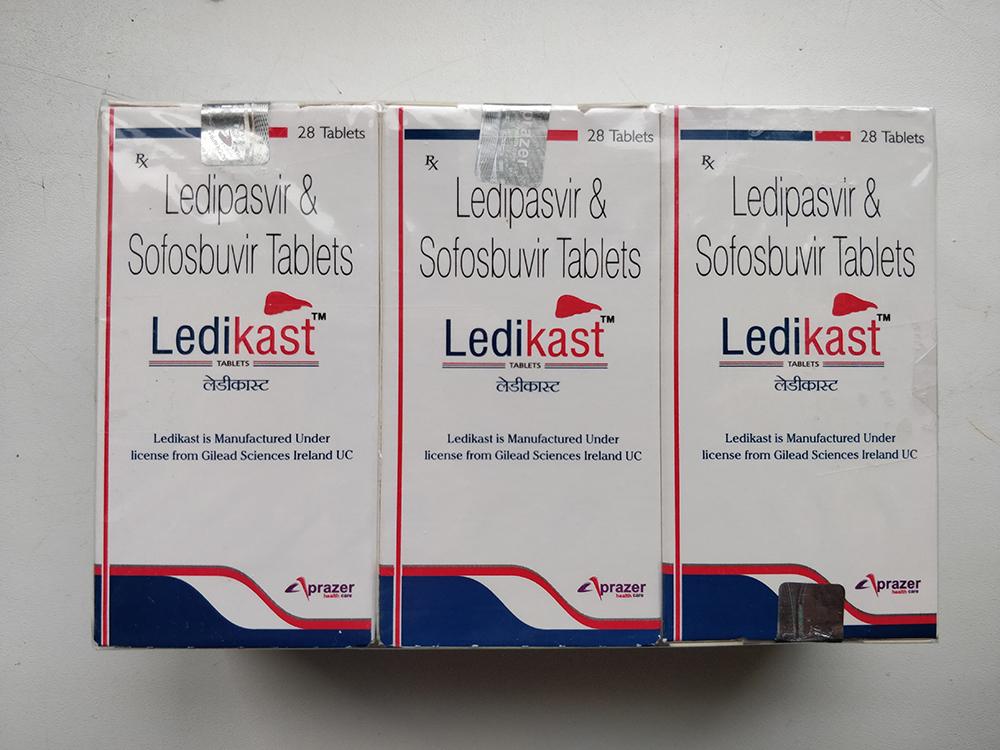 28 Tablets
Rx
Ledipasvir &
Sofosbuvir Tablets
Ledikast™
TABLETS
लेडीकास्ट
Ledikast is Manufactured Under
license from Gilead Sciences Ireland UC
Aprazer
health care
28 Tablets
prazer
Rx
Ledipasvir &
Sofosbuvir Tablets
Ledikast™
TABLETS
लेडीकास्ट
Ledikast is Manufactured Under
license from Gilead Sciences Ireland UC
Aprazer
health care
28 Tablets
Rx
Ledipasvir &
Sofosbuvir Tablets
Ledikast™
TABLETS
लेडीकास्ट
Ledikast is Manufactured Under
license from Gilead Sciences Ireland UC
Aprazer
health care